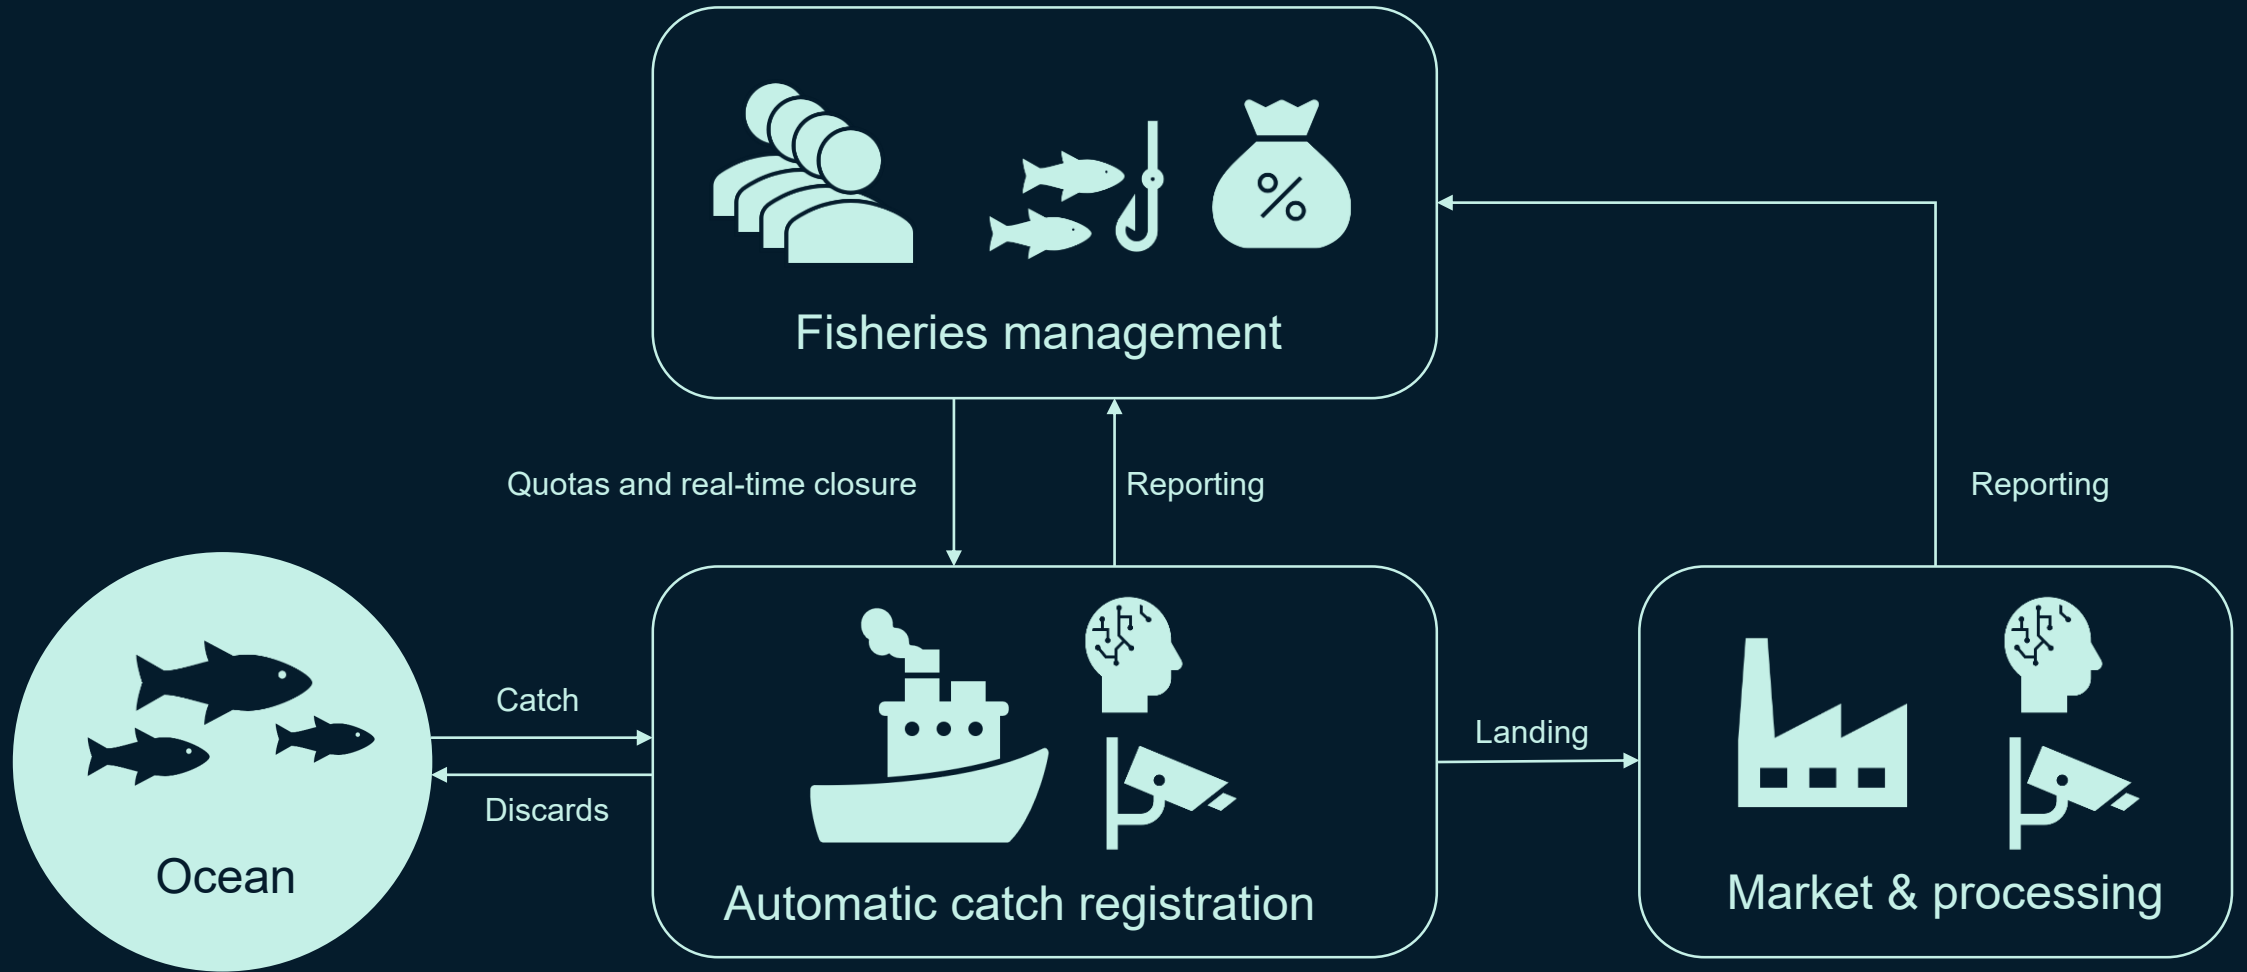 %
Fisheries management
Quotas and real-time closure
Reporting
Reporting
Catch
Discards
Landing
Ocean
Automatic catch registration
Market & processing